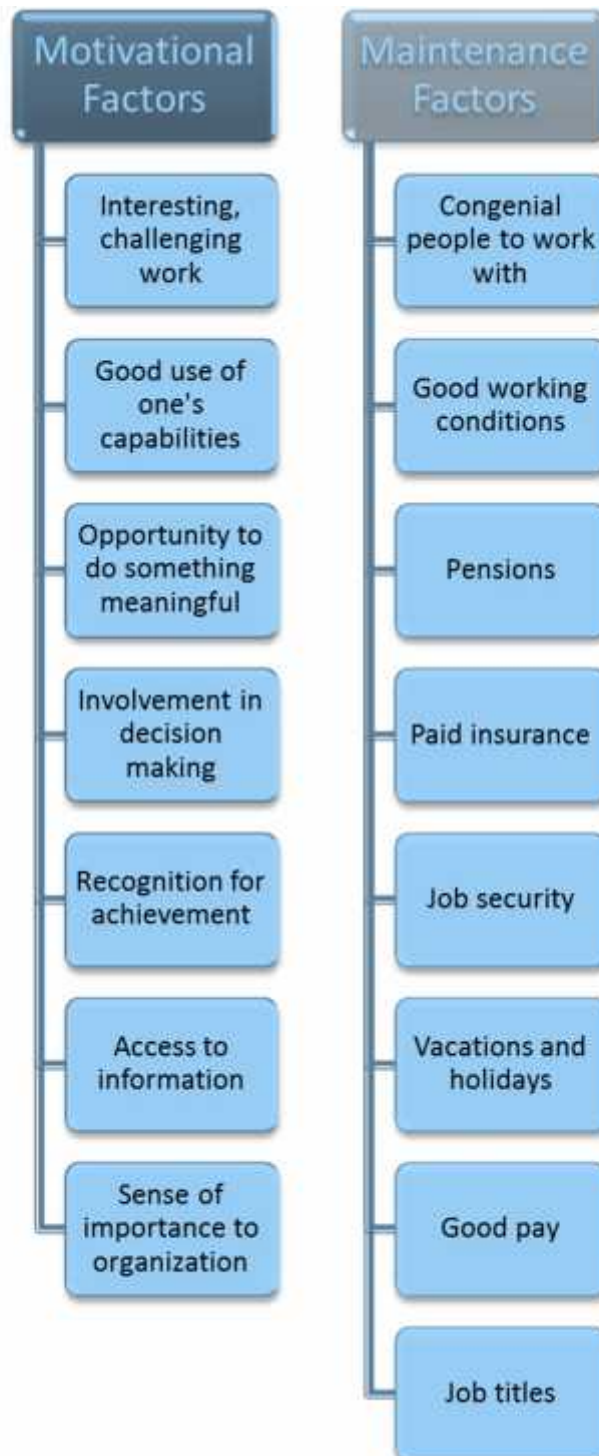 Motivational
Factors
Interesting,
challenging
work
Good use of
one's
capabilities
Opportunity to
do something
meaningful
Involvement in
decision
making
Recognition for
achievement
Access to
information
Sense of
importance to
organization
Maintenance
Factors
Congenial
people to work
with
Good working
conditions
Pensions
Paid insurance
Job security
Vacations and
holidays
Good pay
Job titles